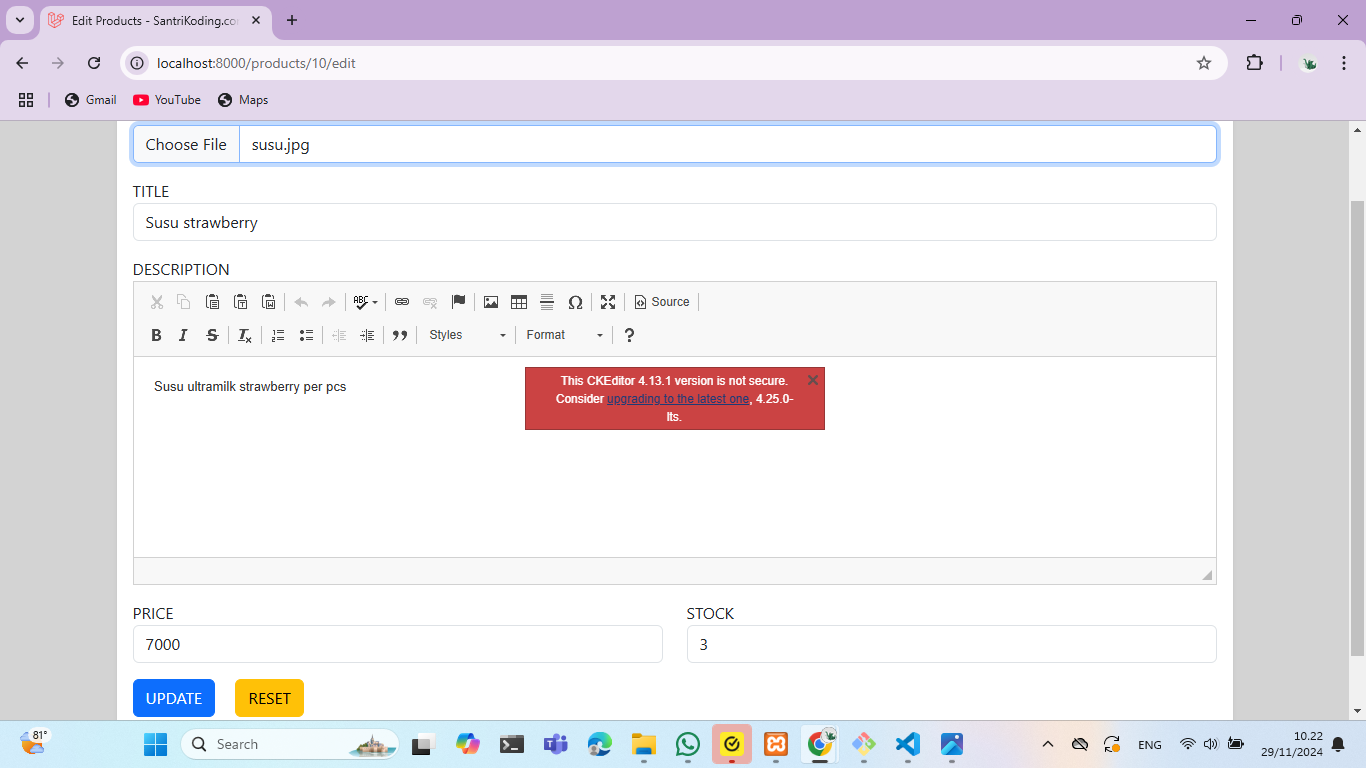 Edit Products - SantriKoding.co
localhost:8000/products/10/edit
Gmail YouTube Maps
Choose File susu.jpg
TITLE
Susu strawberry
DESCRIPTION
ABC Source
B I S Tx Styles Format ?
Susu ultramilk strawberry per pcs
This CKEditor 4.13.1 version is not secure.
Consider upgrading to the latest one, 4.25.0-
lts.
PRICE STOCK
7000 3
UPDATE RESET
81° Search ENG 10.22
29/11/2024